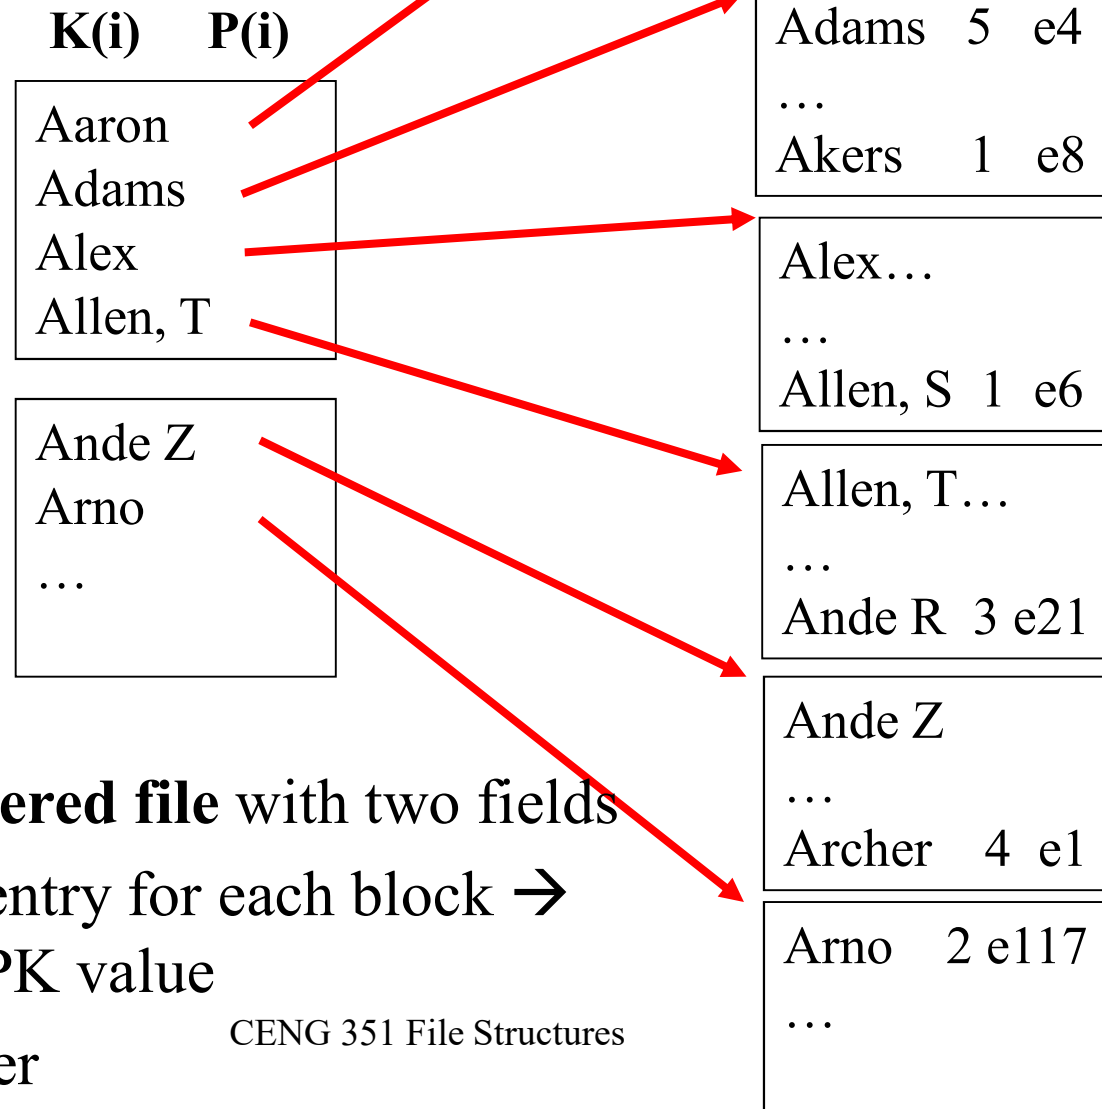 K(i) P(i)
Aaron
Adams
Alex
Allen, T
Ande Z
Arno
…
Adams 5 e4
…
Akers 1 e8
Alex…
…
Allen, S 1 e6
Allen, T…
…
Ande R 3 e21
Ande Z
…
Archer 4 e1
Arno 2 e117
…
ered file with two fields
entry for each block →
PK value
er
CENG 351 File Structures